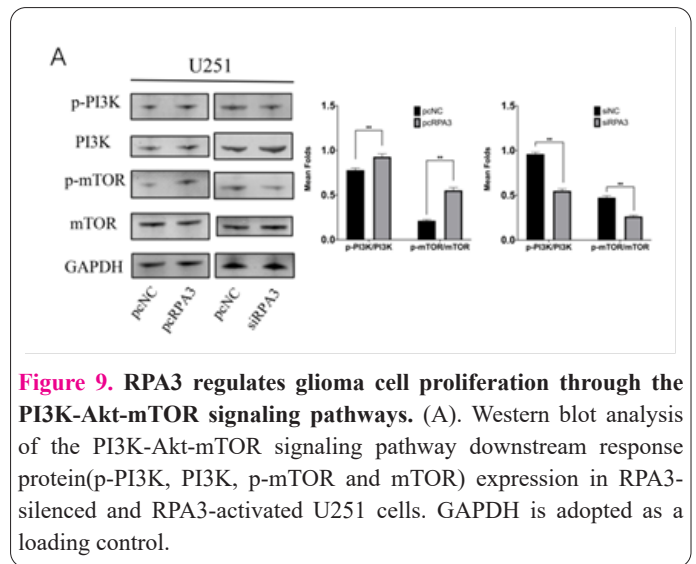 A
U251
p-PI3K
PI3K
p-mTOR
mTOR
GAPDH
pcNC
pcRPA3
pcNC
siRPA3
Mean Folds
1.5
1.0
0.5
0.0
pcNC
pcRPA3
**
**
p-PI3K/PI3K
p-mTOR/mTOR
Mean Folds
1.5
1.0
0.5
0.0
siNC
siRPA3
**
**
p-PI3K/PI3K
p-mTOR/mTOR
Figure 9. RPA3 regulates glioma cell proliferation through the
PI3K-Akt-mTOR signaling pathways. (A). Western blot analysis
of the PI3K-Akt-mTOR signaling pathway downstream response
protein(p-PI3K, PI3K, p-mTOR and mTOR) expression in RPA3-
silenced and RPA3-activated U251 cells. GAPDH is adopted as a
loading control.